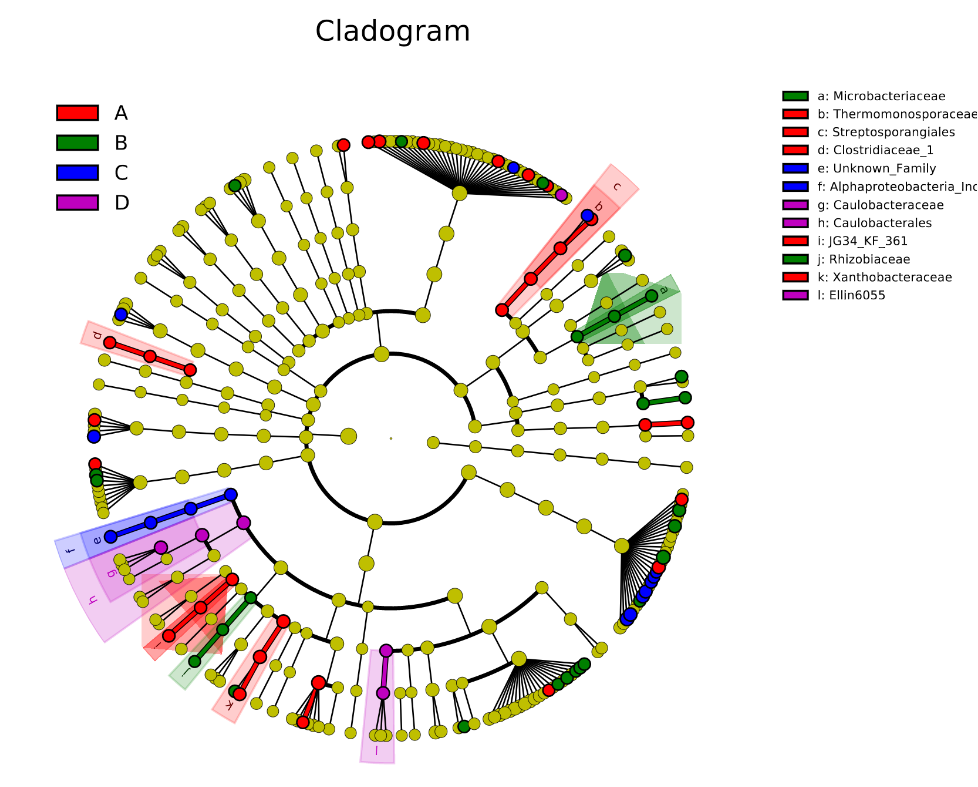 Cladogram
A
B
C
D
a: Microbacteriaceae
b: Thermomonosporaceae
c: Streptosporangiales
d: Clostridiaceae_1
e: Unknown_Family
f: Alphaproteobacteria_Inc
g: Caulobacteraceae
h: Caulobacterales
i: JG34_KF_361
j: Rhizobiaceae
k: Xanthobacteraceae
l: Ellin6055
c
b
a
d
f
e
g
h
i
j
k
l